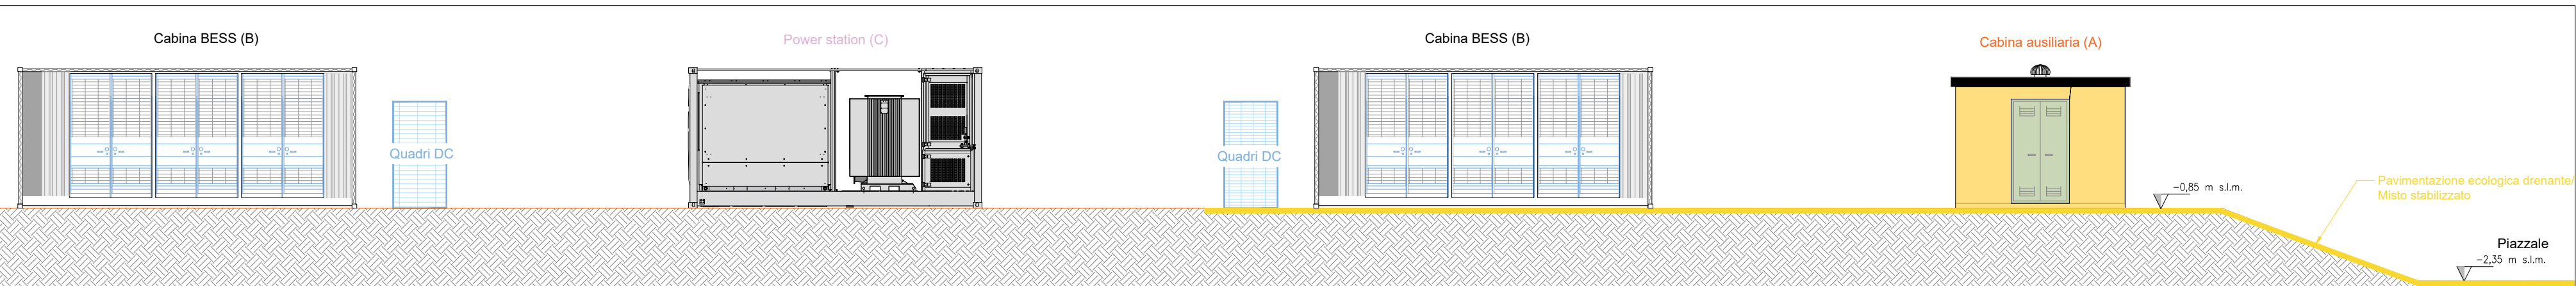 Cabina BESS (B)
Power station (C)
Cabina BESS (B)
Cabina ausiliaria (A)
Quadri DC
Quadri DC
Pavimentazione ecologica drenante/
Misto stabilizzato
-0,85 m s.l.m.
Piazzale
-2,35 m s.l.m.